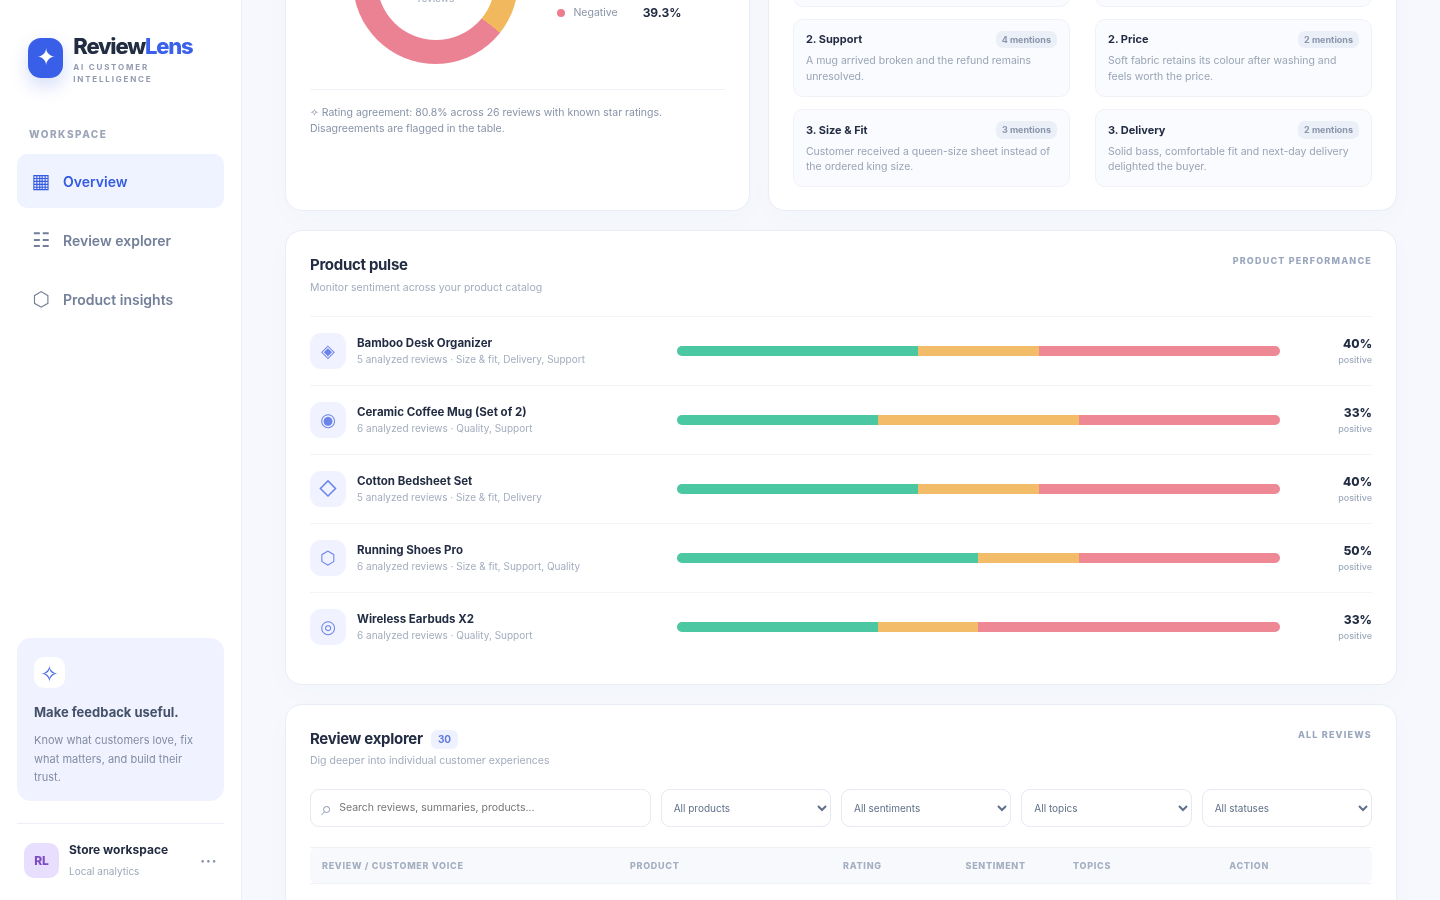 ReviewLens
AI CUSTOMER
INTELLIGENCE
WORKSPACE
Overview
Review explorer
Product insights
Make feedback useful.
Know what customers love, fix
what matters, and build their
trust.
RL
Store workspace
Local analytics
...
reviews
Negative 39.3%
✧ Rating agreement: 80.8% across 26 reviews with known star ratings.
Disagreements are flagged in the table.
2. Support 4 mentions
A mug arrived broken and the refund remains
unresolved.
2. Price 2 mentions
Soft fabric retains its colour after washing and
feels worth the price.
3. Size & Fit 3 mentions
Customer received a queen-size sheet instead of
the ordered king size.
3. Delivery 2 mentions
Solid bass, comfortable fit and next-day delivery
delighted the buyer.
Product pulse
PRODUCT PERFORMANCE
Monitor sentiment across your product catalog
Bamboo Desk Organizer
5 analyzed reviews · Size & fit, Delivery, Support
40%
positive
Ceramic Coffee Mug (Set of 2)
6 analyzed reviews · Quality, Support
33%
positive
Cotton Bedsheet Set
5 analyzed reviews · Size & fit, Delivery
40%
positive
Running Shoes Pro
6 analyzed reviews · Size & fit, Support, Quality
50%
positive
Wireless Earbuds X2
6 analyzed reviews · Quality, Support
33%
positive
Review explorer 30
ALL REVIEWS
Dig deeper into individual customer experiences
Search reviews, summaries, products...
All products
All sentiments
All topics
All statuses
REVIEW / CUSTOMER VOICE PRODUCT RATING SENTIMENT TOPICS ACTION